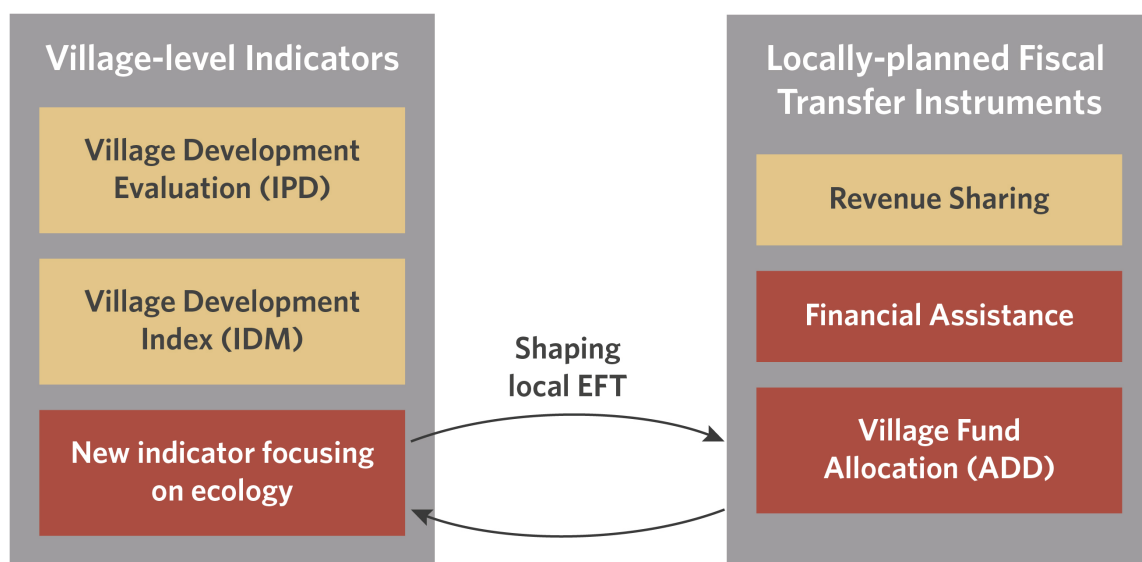 Village-level Indicators
Village Development
Evaluation (IPD)
Village Development
Index (IDM)
New indicator focusing
on ecology
Shaping
local EFT
Locally-planned Fiscal
Transfer Instruments
Revenue Sharing
Financial Assistance
Village Fund
Allocation (ADD)